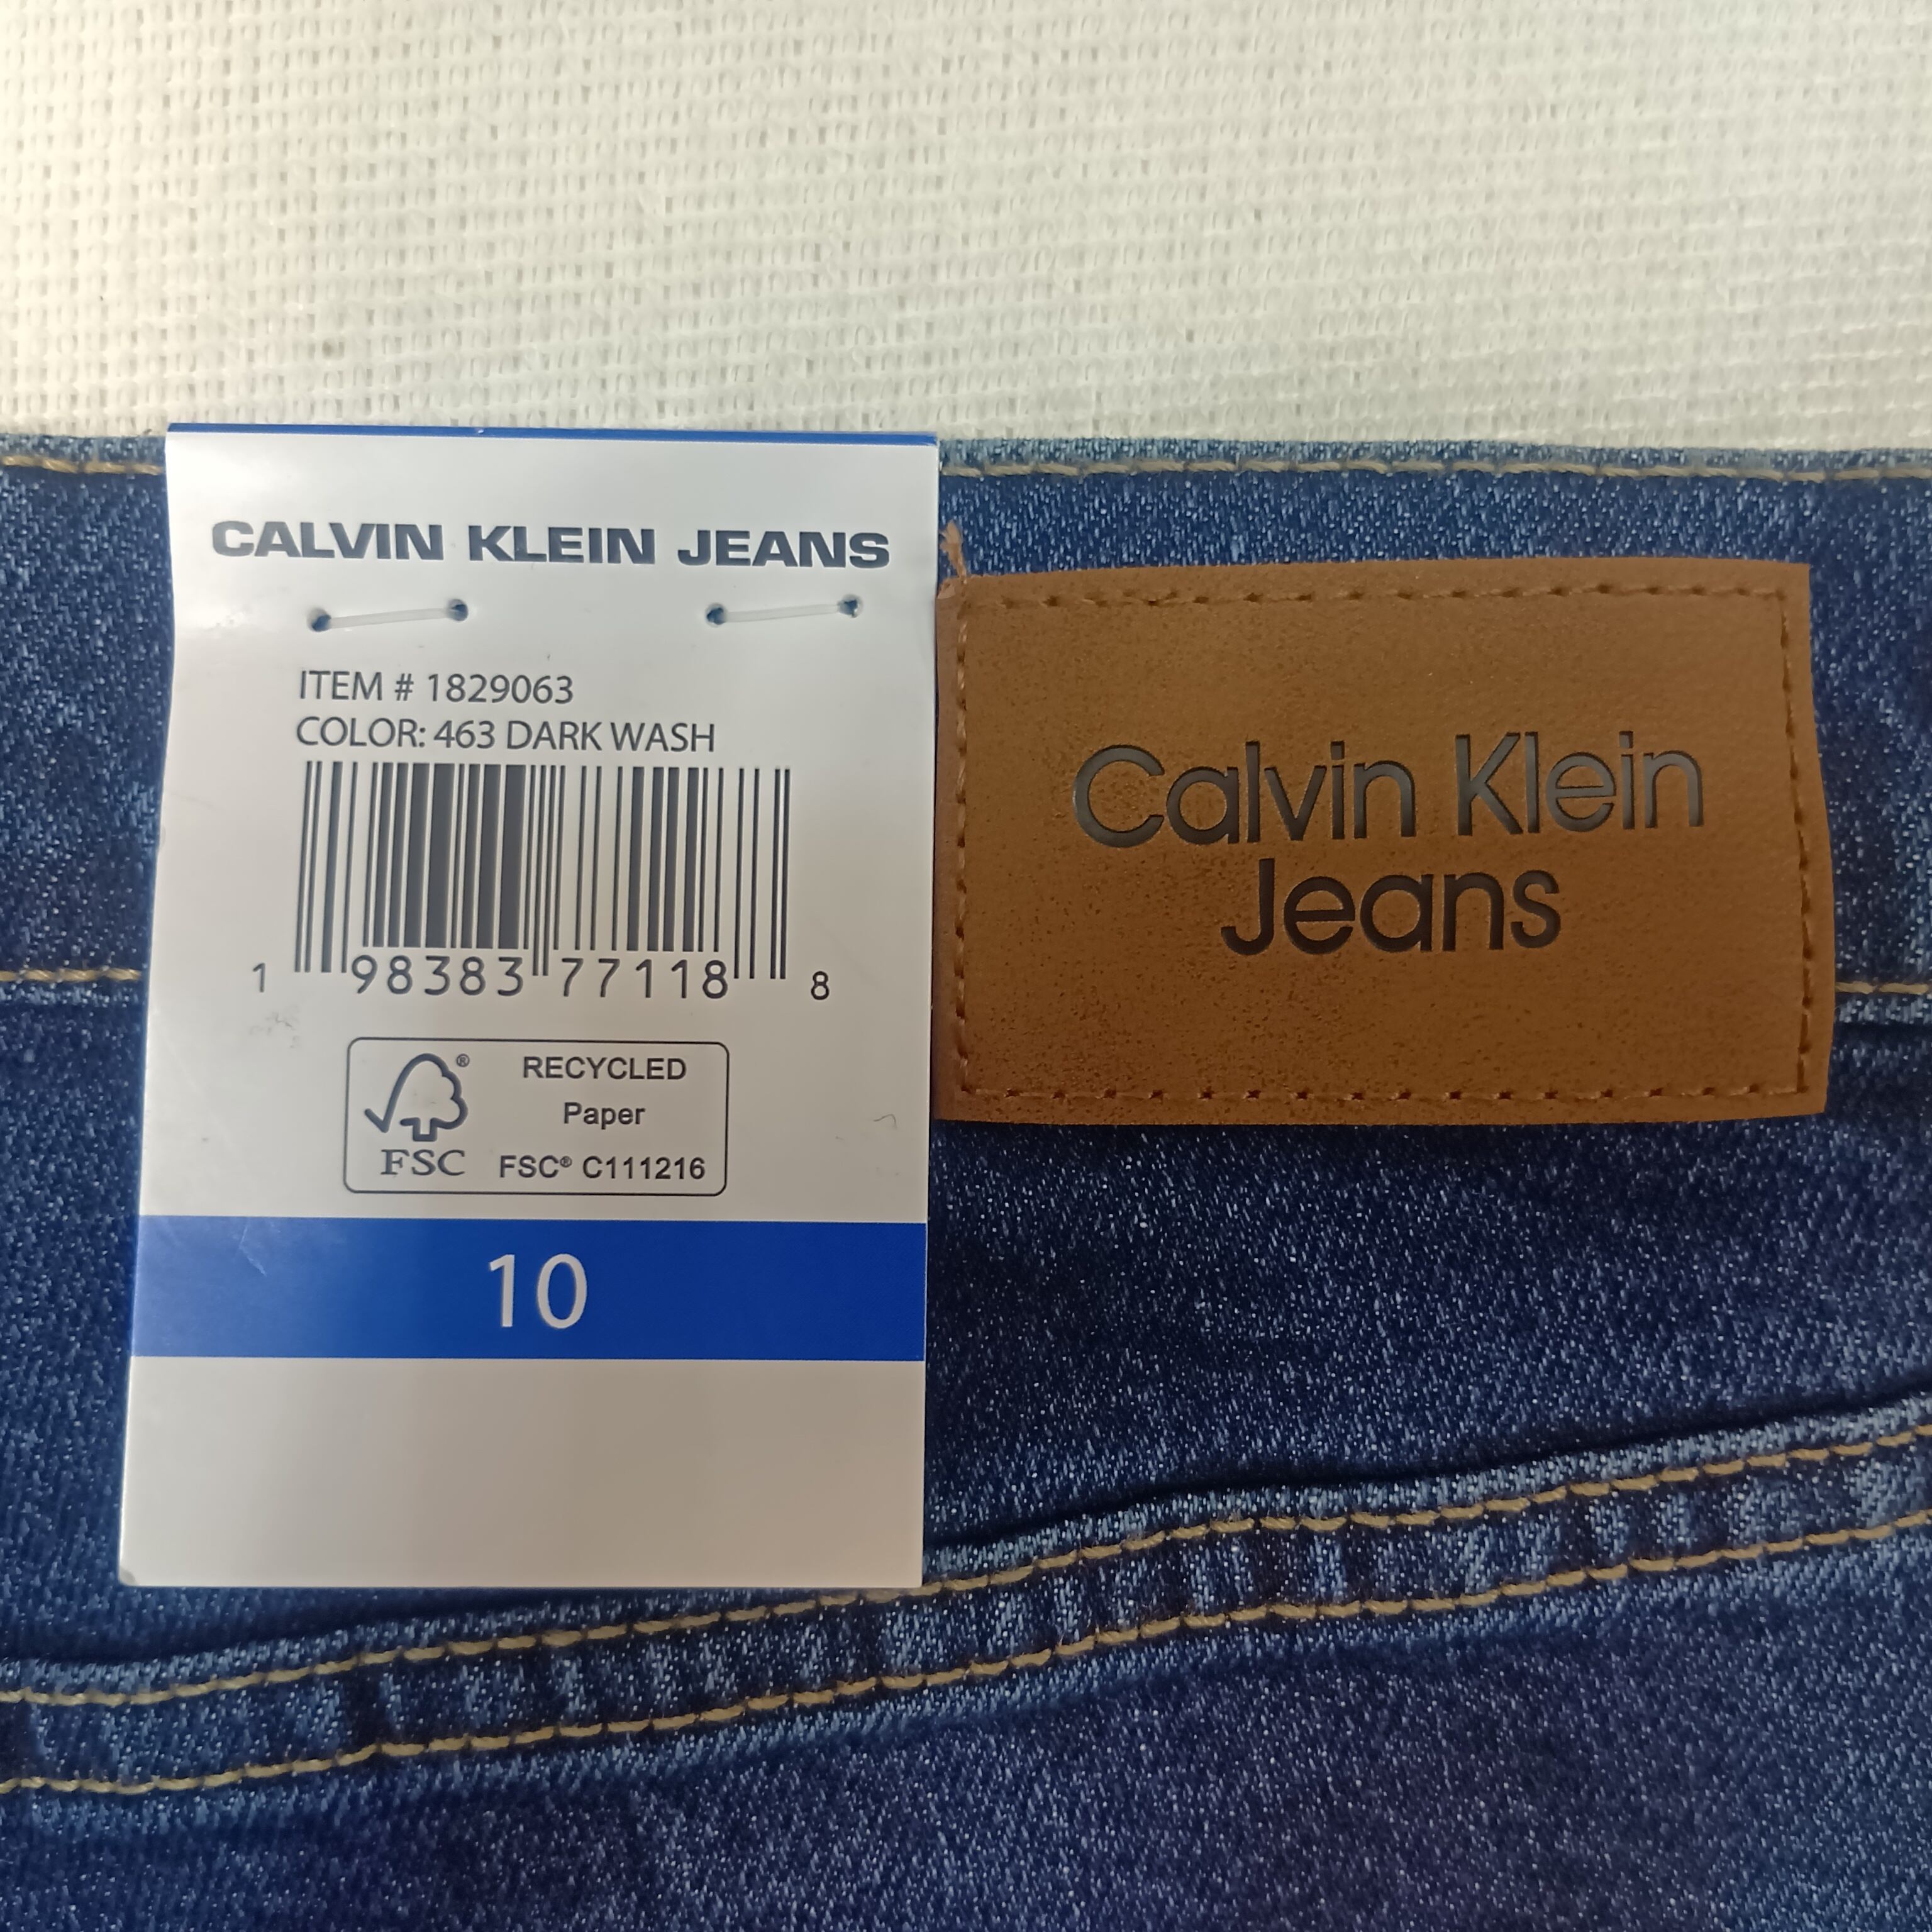 CALVIN KLEIN JEANS
ITEM # 1829063
COLOR: 463 DARK WASH
1 98383 77118 8
RECYCLED
Paper
FSC® C111216
®
FSC
10
Calvin Klein
Jeans